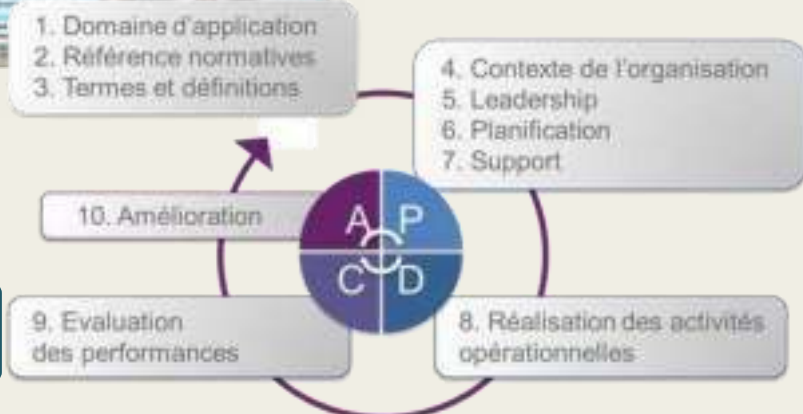 1. Domaine d'application
2. Référence normatives
3. Termes et définitions
4. Contexte de l'organisation
5. Leadership
6. Planification
7. Support
10. Amélioration
A P
C D
9. Evaluation
des performances
8. Réalisation des activités
opérationnelles